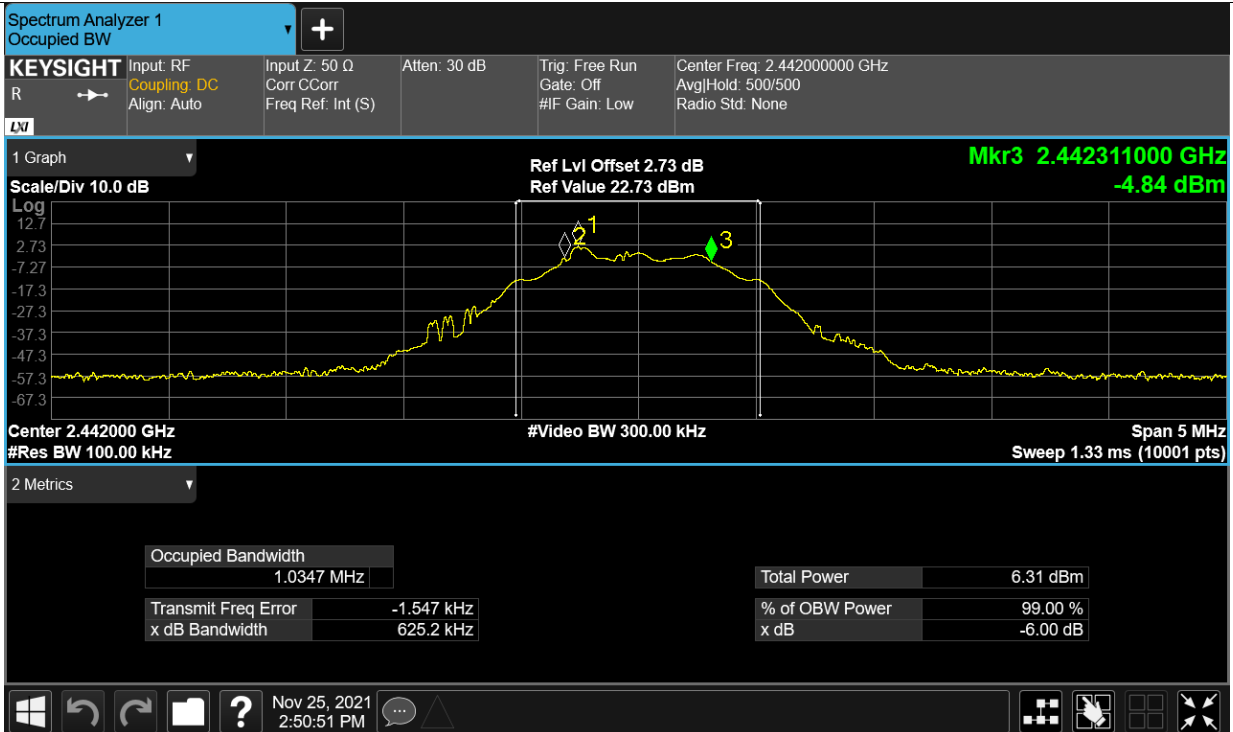 Spectrum Analyzer 1
Occupied BW
KEYSIGHT
R
LXI
Input: RF
Coupling: DC
Align: Auto
Input Z: 50 Ω
Corr CCorr
Freq Ref: Int (S)
Atten: 30 dB
Trig: Free Run
Gate: Off
#IF Gain: Low
Center Freq: 2.442000000 GHz
Avg|Hold: 500/500
Radio Std: None
1 Graph
Ref Lvl Offset 2.73 dB
Mkr3 2.442311000 GHz
Scale/Div 10.0 dB
Ref Value 22.73 dBm
-4.84 dBm
Log
12.7
2.73
-7.27
-17.3
-27.3
-37.3
-47.3
-57.3
-67.3
1
2
3
Center 2.442000 GHz
#Video BW 300.00 kHz
Span 5 MHz
#Res BW 100.00 kHz
Sweep 1.33 ms (10001 pts)
2 Metrics
Occupied Bandwidth
1.0347 MHz
Total Power 6.31 dBm
Transmit Freq Error -1.547 kHz
% of OBW Power 99.00 %
x dB Bandwidth 625.2 kHz
x dB -6.00 dB
?
Nov 25, 2021
2:50:51 PM